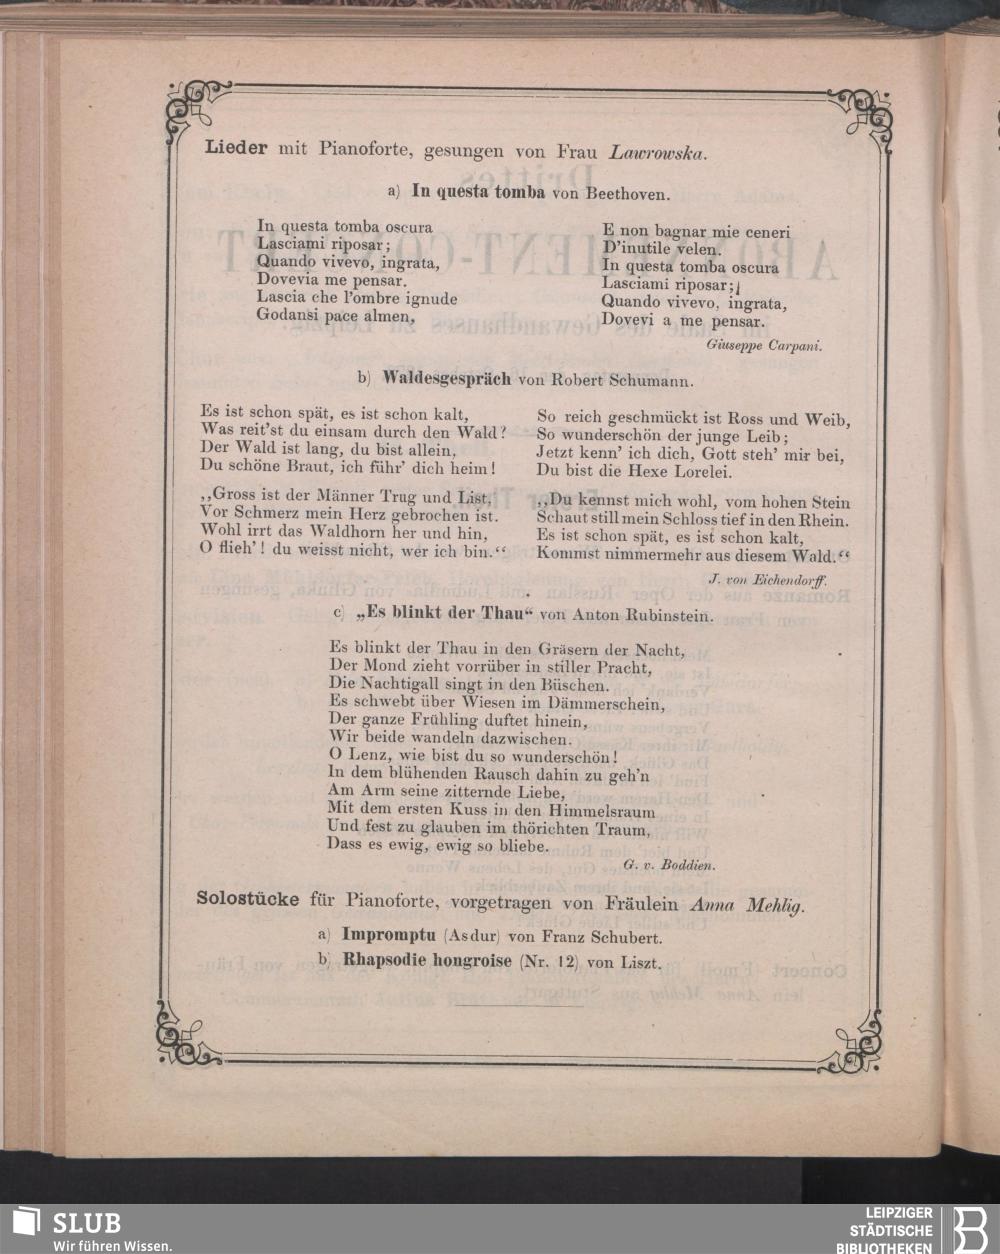 Lieder mit Pianoforte, gesungen von Frau Lawrowska.
a) In questa tomba von Beethoven.
In questa tomba oscura
Lasciami riposar;
Quando vivevo, ingrata,
Dovevia me pensar.
Lascia che l'ombre ignude
Godansi pace almen,
E non bagnar mie ceneri
D'inutile velen.
In questa tomba oscura
Lasciami riposar;
Quando vivevo, ingrata,
Dovevi a me pensar.
Giuseppe Carpani.
b) Waldesgespräch von Robert Schumann.
Es ist schon spät, es ist schon kalt,
Was reit'st du einsam durch den Wald?
Der Wald ist lang, du bist allein,
Du schöne Braut, ich führ' dich heim!
„Gross ist der Männer Trug und List,
Vor Schmerz mein Herz gebrochen ist.
Wohl irrt das Waldhorn her und hin,
O flieh'! du weisst nicht, wer ich bin.“
So reich geschmückt ist Ross und Weib,
So wunderschön der junge Leib;
Jetzt kenn' ich dich, Gott steh' mir bei,
Du bist die Hexe Lorelei.
„Du kennst mich wohl, vom hohen Stein
Schaut still mein Schloss tief in den Rhein.
Es ist schon spät, es ist schon kalt,
Kommst nimmermehr aus diesem Wald.“
J. von Eichendorff.
c) „Es blinkt der Thau“ von Anton Rubinstein.
Es blinkt der Thau in den Gräsern der Nacht,
Der Mond zieht vorrüber in stiller Pracht,
Die Nachtigall singt in den Büschen.
Es schwebt über Wiesen im Dämmerschein,
Der ganze Frühling duftet hinein,
Wir beide wandeln dazwischen.
O Lenz, wie bist du so wunderschön!
In dem blühenden Rausch dahin zu geh'n
Am Arm seine zitternde Liebe,
Mit dem ersten Kuss in den Himmelsraum
Und fest zu glauben im thörichten Traum,
Dass es ewig, ewig so bliebe.
G. v. Boddien.
Solostücke für Pianoforte, vorgetragen von Fräulein Anna Mehlig.
a) Impromptu (Asdur) von Franz Schubert.
b) Rhapsodie hongroise (Nr. 12) von Liszt.
SLUB
Wir führen Wissen.
LEIPZIGER
STÄDTISCHE
BIBLIOTHEKEN